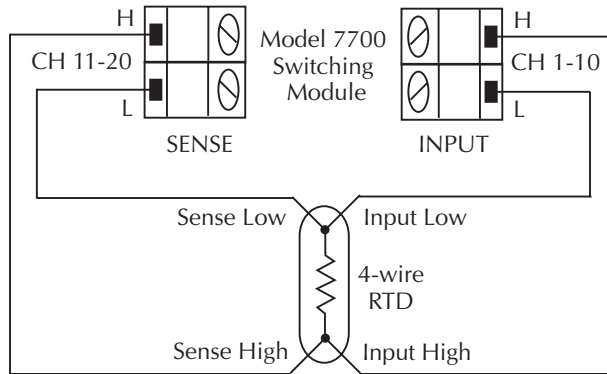 H
CH 11-20
L
SENSE
Model 7700
Switching
Module
H
CH 1-10
L
INPUT
Sense Low
Input Low
4-wire
RTD
Sense High
Input High